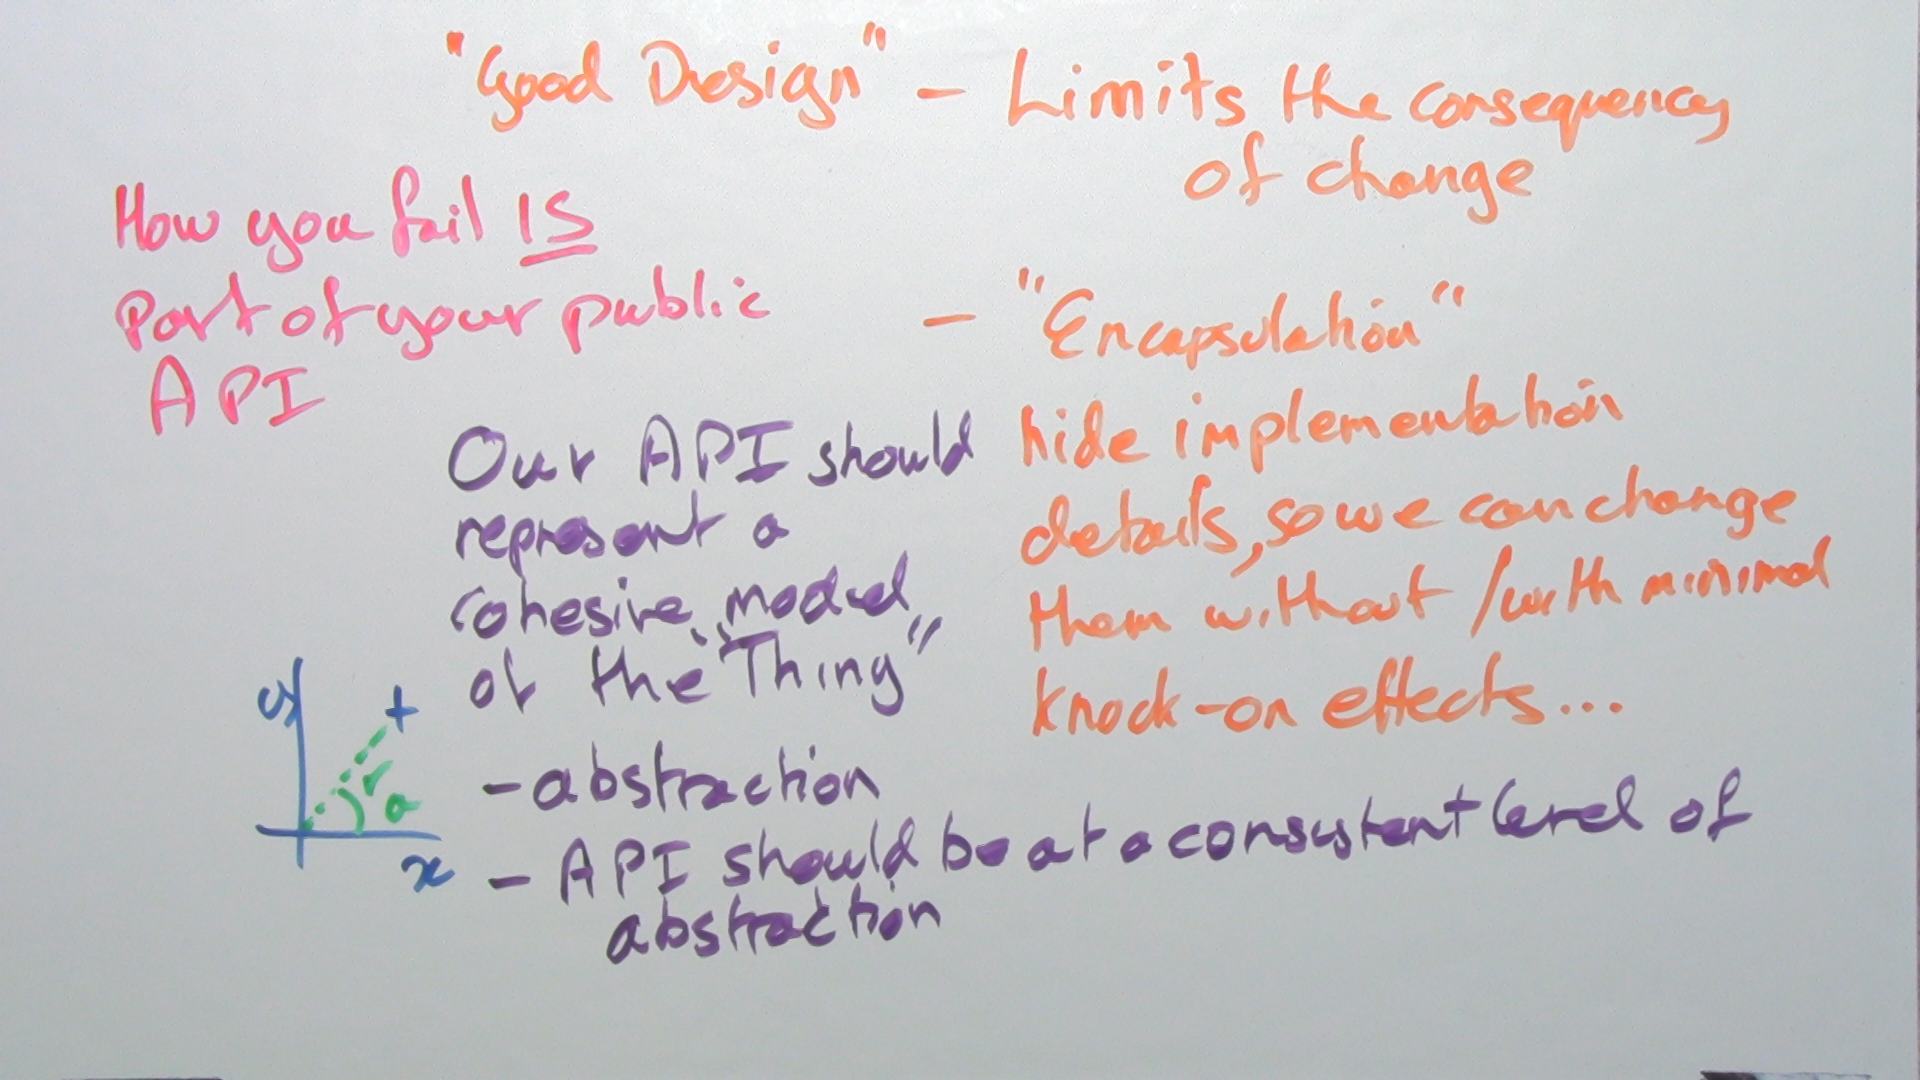 "Good Design" - Limits the consequency
of change
How you fail IS
part of your public
API
- "Encapsulation"
hide implementation
details, so we can change
them without / with minimal
knock-on effects...
Our API should
represent a
cohesive model
of the "Thing"
- abstraction
- API should be at a consistent level of
abstraction
y
+
r
a
x